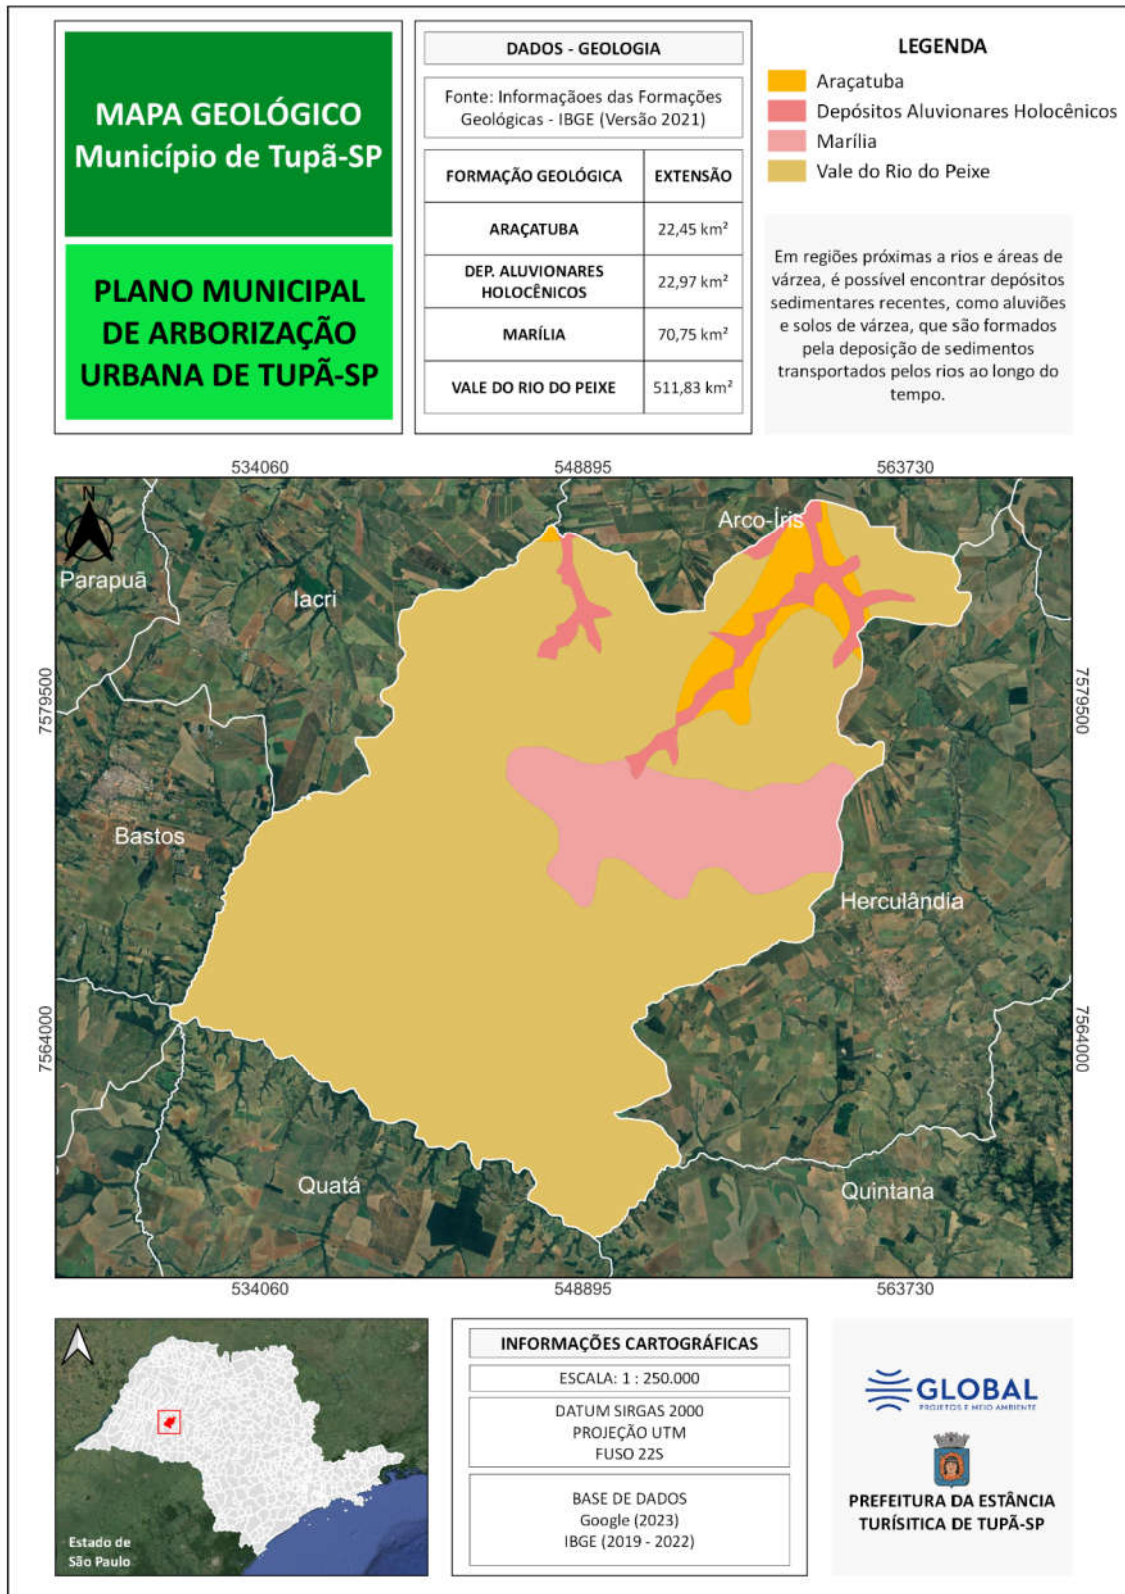 MAPA GEOLÓGICO
Município de Tupã-SP
PLANO MUNICIPAL
DE ARBORIZAÇÃO
URBANA DE TUPÃ-SP
DADOS - GEOLOGIA
Fonte: Informaçãoes das Formações
Geológicas - IBGE (Versão 2021)
FORMAÇÃO GEOLÓGICA EXTENSÃO
ARAÇATUBA 22,45 km²
DEP. ALUVIONARES
HOLOCÊNICOS 22,97 km²
MARÍLIA 70,75 km²
VALE DO RIO DO PEIXE 511,83 km²
LEGENDA
Araçatuba
Depósitos Aluvionares Holocênicos
Marília
Vale do Rio do Peixe
Em regiões próximas a rios e áreas de
várzea, é possível encontrar depósitos
sedimentares recentes, como aluviões
e solos de várzea, que são formados
pela deposição de sedimentos
transportados pelos rios ao longo do
tempo.
534060 548895 563730
N
Arco-Íris
Parapuã
Iacri
7579500 7579500
Bastos
Herculândia
7564000 7564000
Quatá
Quintana
534060 548895 563730
Estado de
São Paulo
INFORMAÇÕES CARTOGRÁFICAS
ESCALA: 1 : 250.000
DATUM SIRGAS 2000
PROJEÇÃO UTM
FUSO 22S
BASE DE DADOS
Google (2023)
IBGE (2019 - 2022)
GLOBAL
PROJETOS E MEIO AMBIENTE
PREFEITURA DA ESTÂNCIA
TURÍSITICA DE TUPÃ-SP